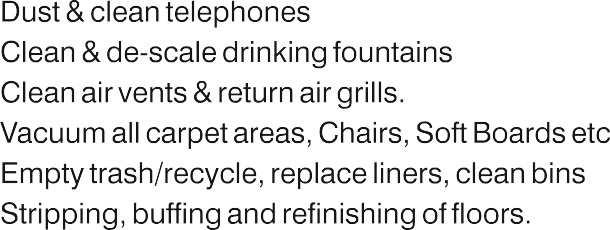 Dust & clean telephones
Clean & de-scale drinking fountains
Clean air vents & return air grills.
Vacuum all carpet areas, Chairs, Soft Boards etc
Empty trash/recycle, replace liners, clean bins
Stripping, buffing and refinishing of floors.